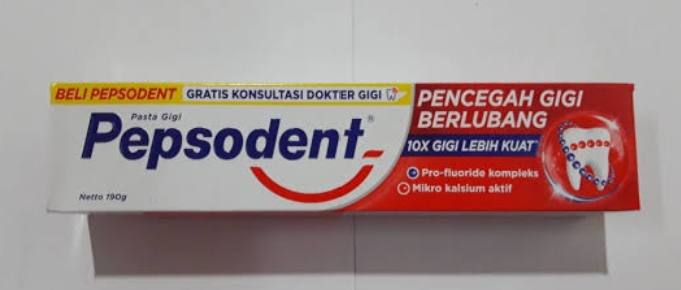 BELI PEPSODENT GRATIS KONSULTASI DOKTER GIGI
Pasta Gigi
Pepsodent®
Netto 190g
PENCEGAH GIGI
BERLUBANG
10X GIGI LEBIH KUAT*
Pro-fluoride kompleks
Mikro kalsium aktif